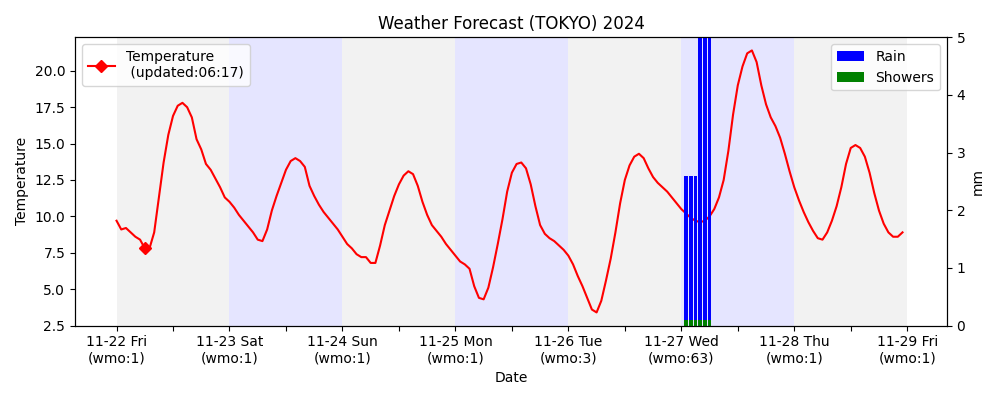 Weather Forecast (TOKYO) 2024
Temperature
(updated:06:17)
Rain
Showers
Temperature
20.0
17.5
15.0
12.5
10.0
7.5
5.0
2.5
5
4
3
2
1
0
mm
11-22 Fri
(wmo:1)
11-23 Sat
(wmo:1)
11-24 Sun
(wmo:1)
11-25 Mon
(wmo:1)
11-26 Tue
(wmo:3)
11-27 Wed
(wmo:63)
11-28 Thu
(wmo:1)
11-29 Fri
(wmo:1)
Date